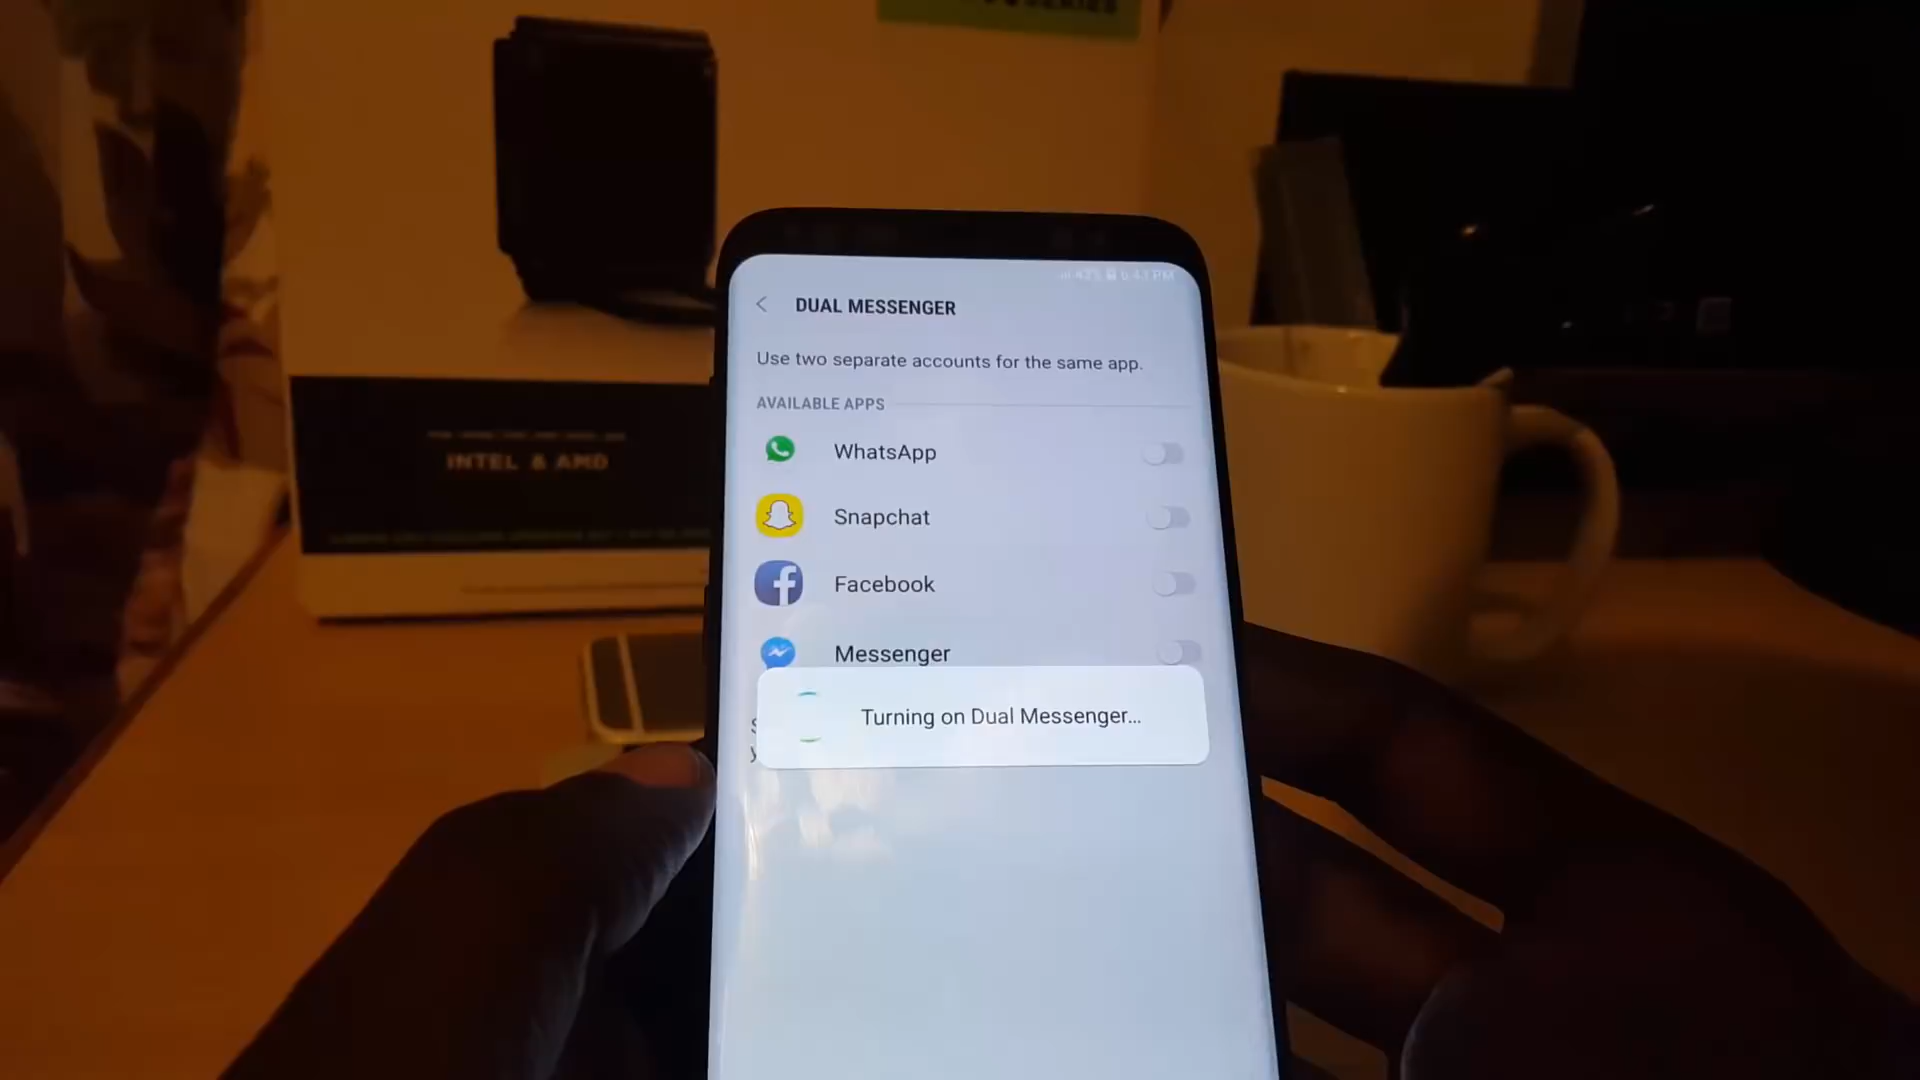 DUAL MESSENGER
Use two separate accounts for the same app.
AVAILABLE APPS
WhatsApp
Snapchat
Facebook
Messenger
Turning on Dual Messenger...
INTEL & AMD